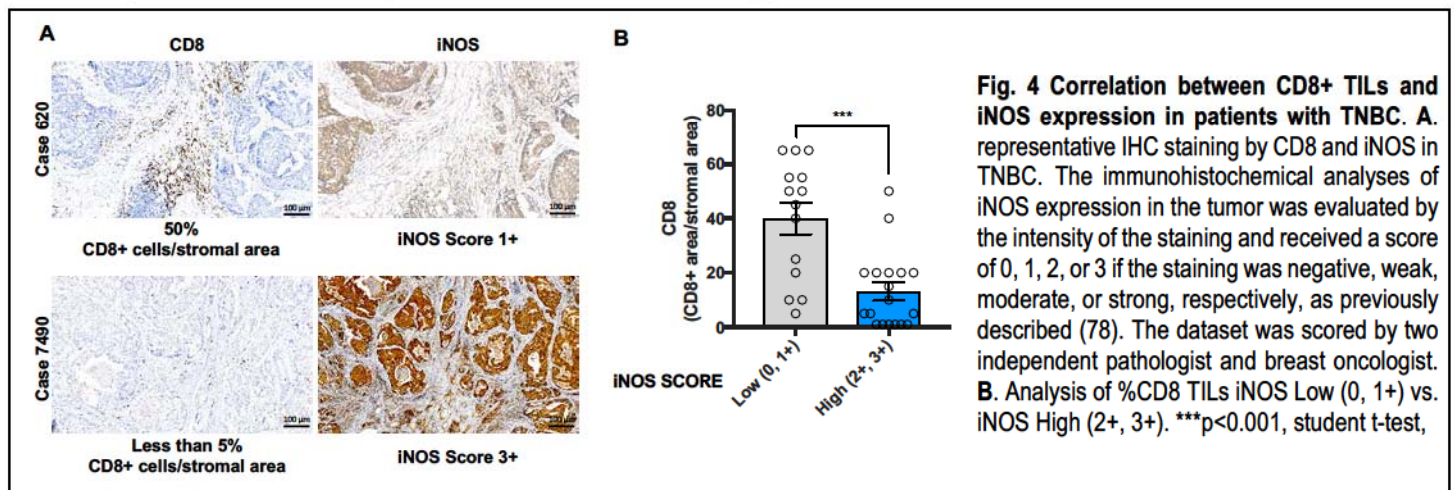 A
CD8
iNOS
Case 620
100 µm
100 µm
50%
CD8+ cells/stromal area
iNOS Score 1+
Case 7490
100 µm
100 µm
Less than 5%
CD8+ cells/stromal area
iNOS Score 3+
B
CD8
(CD8+ area/stromal area)
80
60
40
20
0
***
iNOS SCORE
Low (0, 1+)
High (2+, 3+)
Fig. 4 Correlation between CD8+ TILs and
iNOS expression in patients with TNBC. A.
representative IHC staining by CD8 and iNOS in
TNBC. The immunohistochemical analyses of
iNOS expression in the tumor was evaluated by
the intensity of the staining and received a score
of 0, 1, 2, or 3 if the staining was negative, weak,
moderate, or strong, respectively, as previously
described (78). The dataset was scored by two
independent pathologist and breast oncologist.
B. Analysis of %CD8 TILs iNOS Low (0, 1+) vs.
iNOS High (2+, 3+). ***p<0.001, student t-test,